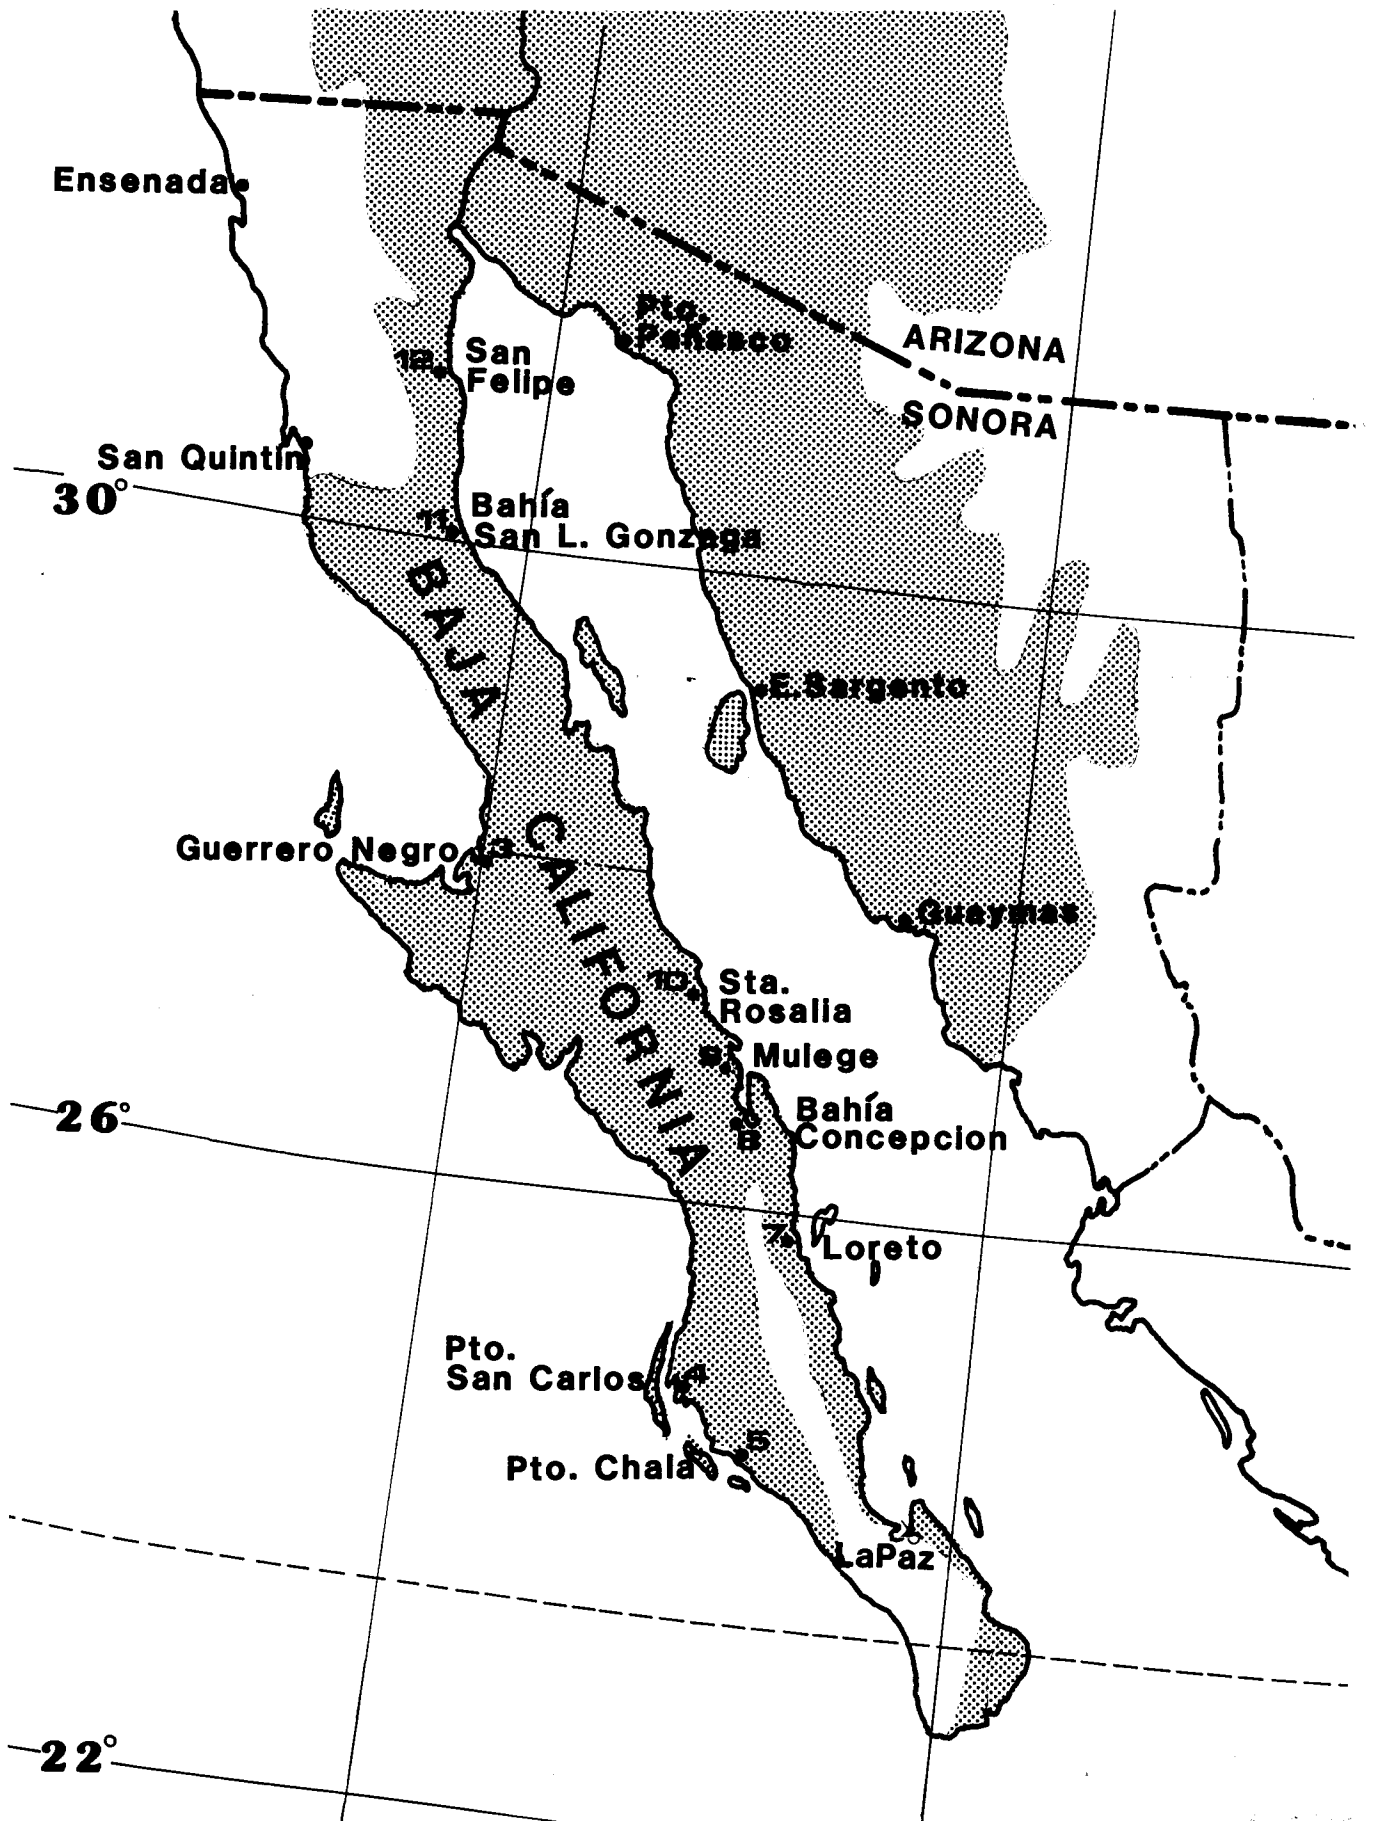 Ensenada
Pto.
Peñasco
ARIZONA
SONORA
12
San
Felipe
San Quintin
30°
11
Bahía
San L. Gonzaga
BAJA
E. Sargento
Guerrero Negro
3
CALIFORNIA
Guaymas
10
Sta.
Rosalia
9
Mulege
26°
Bahía
Concepcion
8
7
Loreto
Pto.
San Carlos
4
5
Pto. Chala
LaPaz
22°